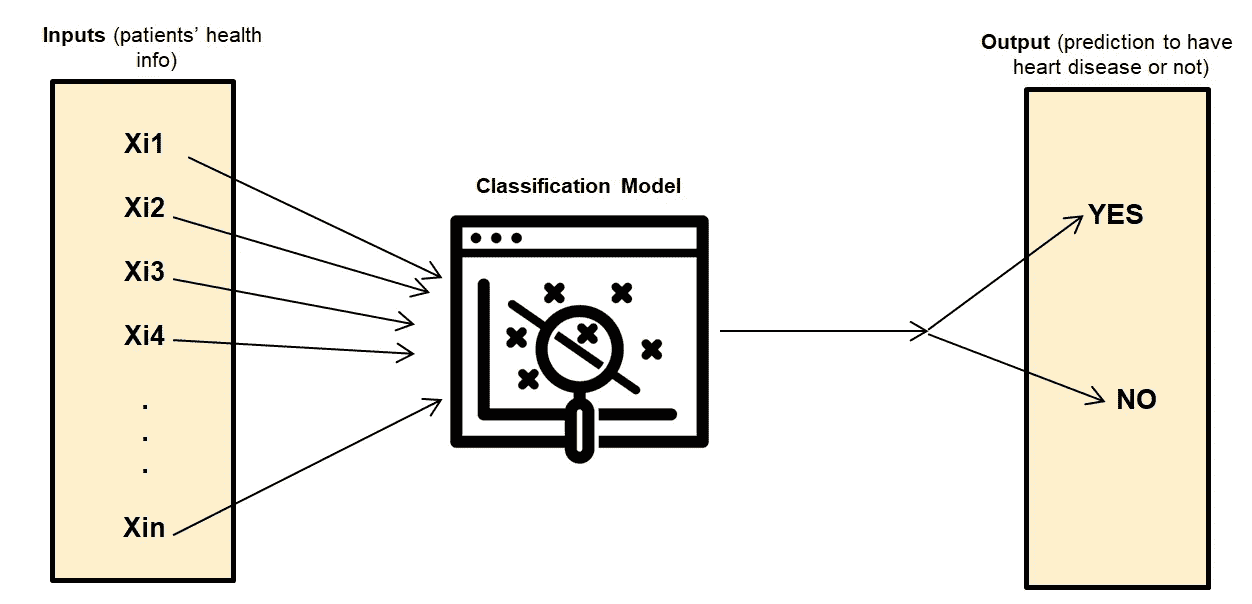 Inputs (patients' health
info)
Xi1
Xi2
Xi3
Xi4
.
.
.
Xin
Classification Model
Output (prediction to have
heart disease or not)
YES
NO